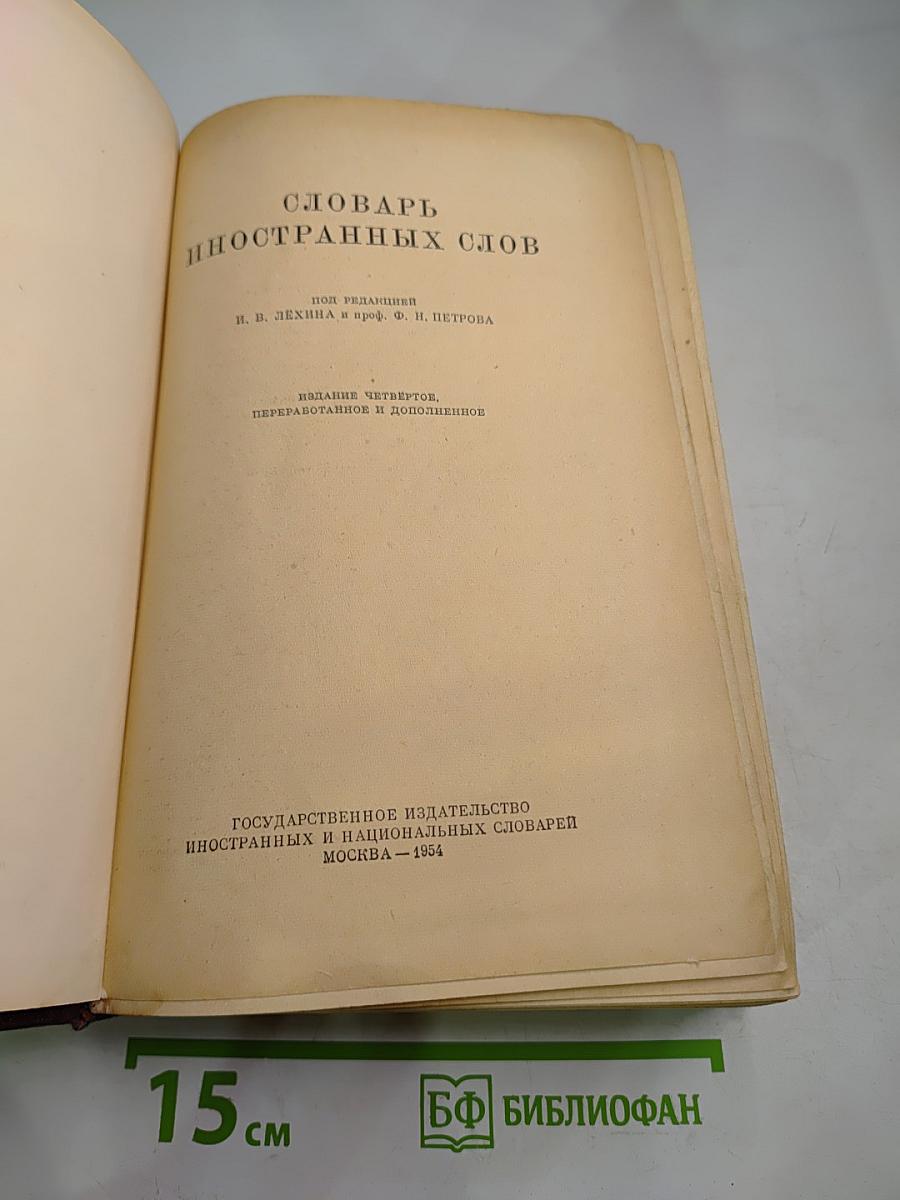 СЛОВАРЬ
ИНОСТРАННЫХ СЛОВ
ПОД РЕДАКЦИЕЙ
И. В. ЛЁХИНА и проф. Ф. Н. ПЕТРОВА
ИЗДАНИЕ ЧЕТВЁРТОЕ,
ПЕРЕРАБОТАННОЕ И ДОПОЛНЕННОЕ
ГОСУДАРСТВЕННОЕ ИЗДАТЕЛЬСТВО
ИНОСТРАННЫХ И НАЦИОНАЛЬНЫХ СЛОВАРЕЙ
МОСКВА — 1954
15 см
БФ БИБЛИОФАН